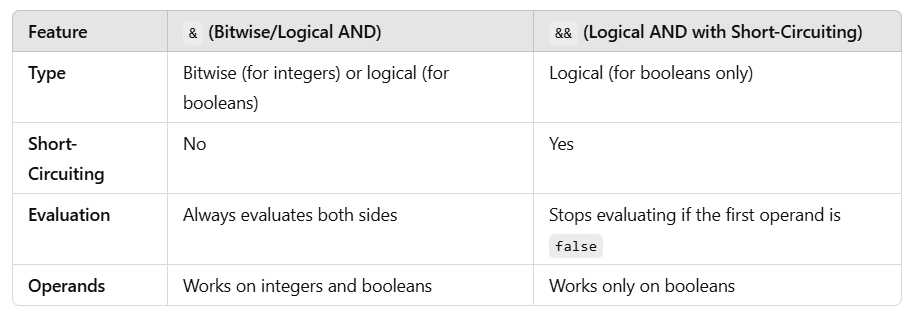 Feature & (Bitwise/Logical AND) && (Logical AND with Short-Circuiting)
Type Bitwise (for integers) or logical (for Logical (for booleans only)
booleans)
Short- No Yes
Circuiting
Evaluation Always evaluates both sides Stops evaluating if the first operand is
false
Operands Works on integers and booleans Works only on booleans